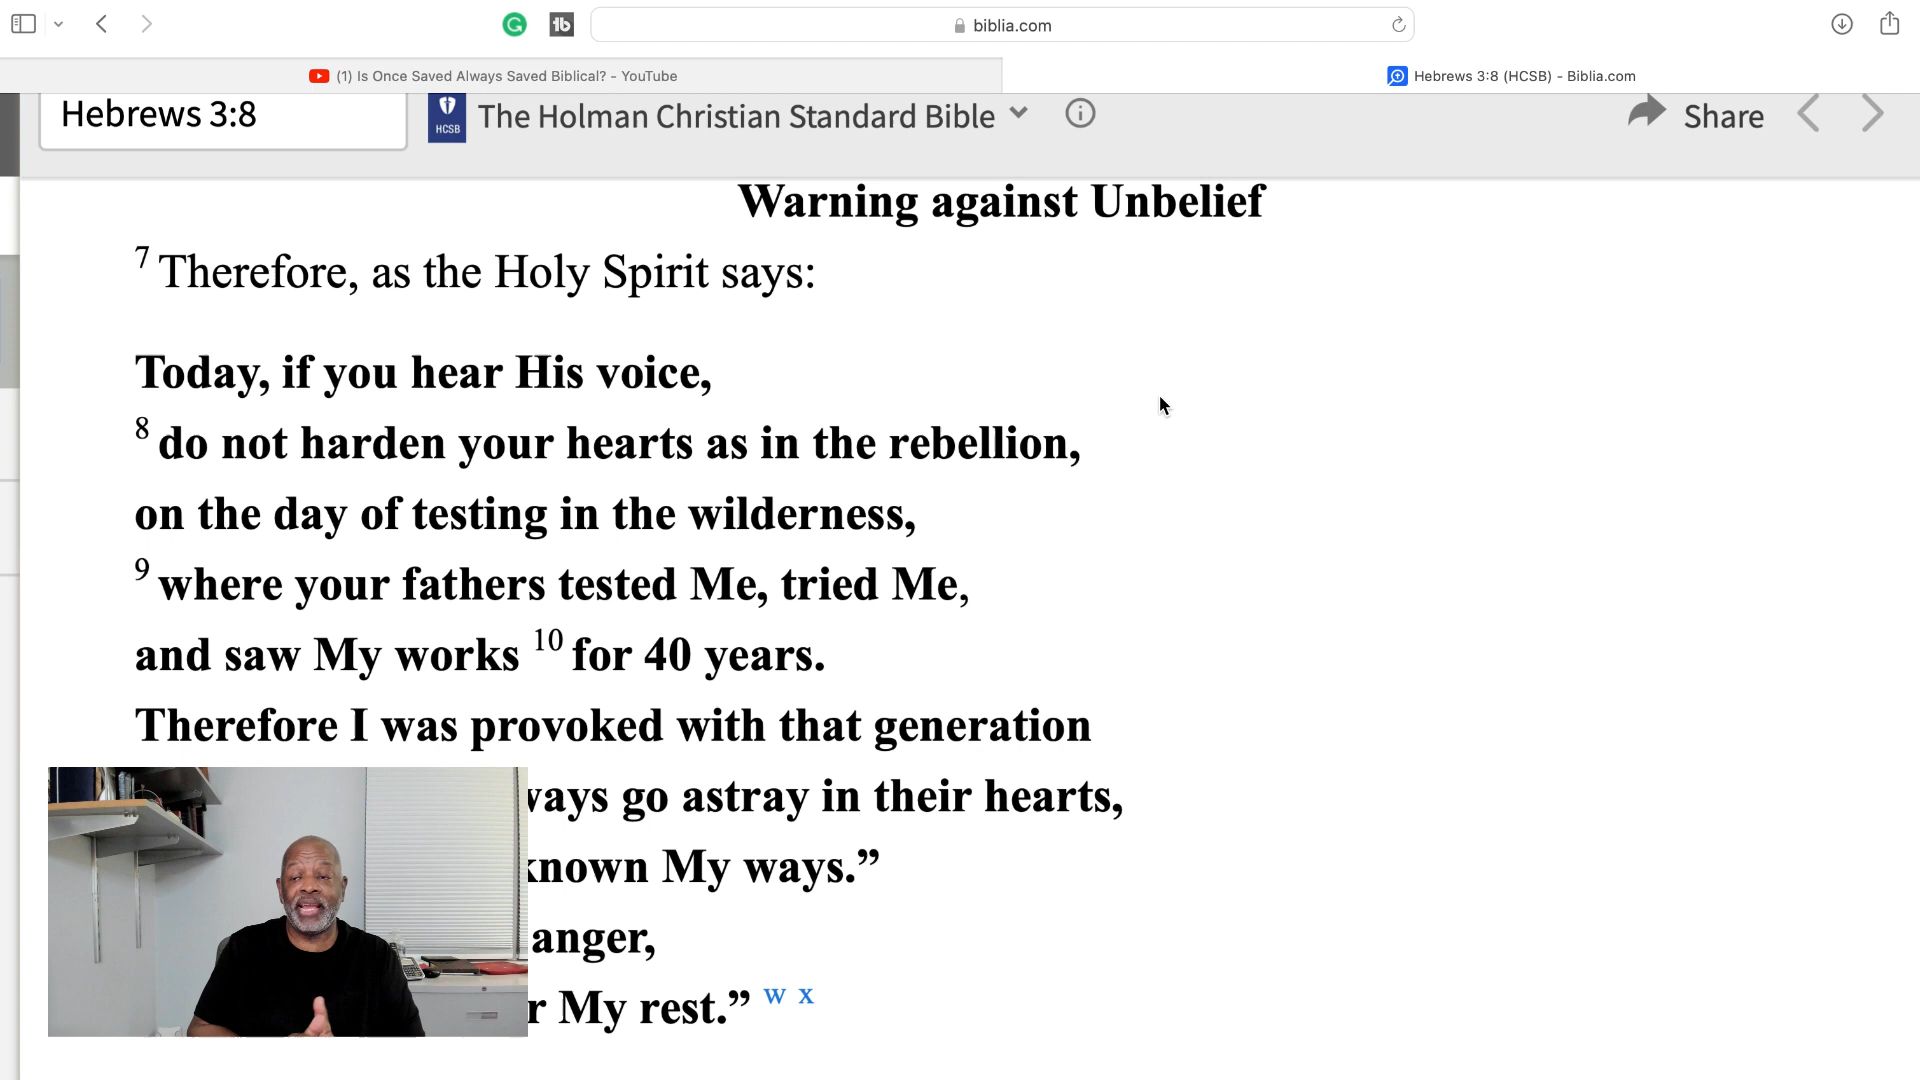 biblia.com
(1) Is Once Saved Always Saved Biblical? - YouTube
Hebrews 3:8 (HCSB) - Biblia.com
Hebrews 3:8
HCSB
The Holman Christian Standard Bible
Share
Warning against Unbelief
7 Therefore, as the Holy Spirit says:
Today, if you hear His voice,
8 do not harden your hearts as in the rebellion,
on the day of testing in the wilderness,
9 where your fathers tested Me, tried Me,
and saw My works 10 for 40 years.
Therefore I was provoked with that generation
go astray in their hearts,
My ways.”
anger,
My rest.” w x